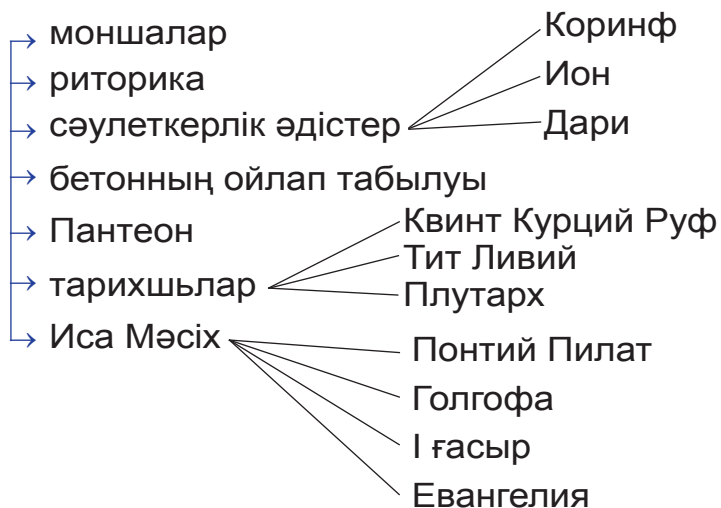 моншалар
риторика
сәулеткерлік әдістер
Коринф
Ион
Дари
бетонның ойлап табылуы
Пантеон
тарихшьлар
Квинт Курций Руф
Тит Ливий
Плутарх
Иса Мәсіх
Понтий Пилат
Голгофа
І ғасыр
Евангелия